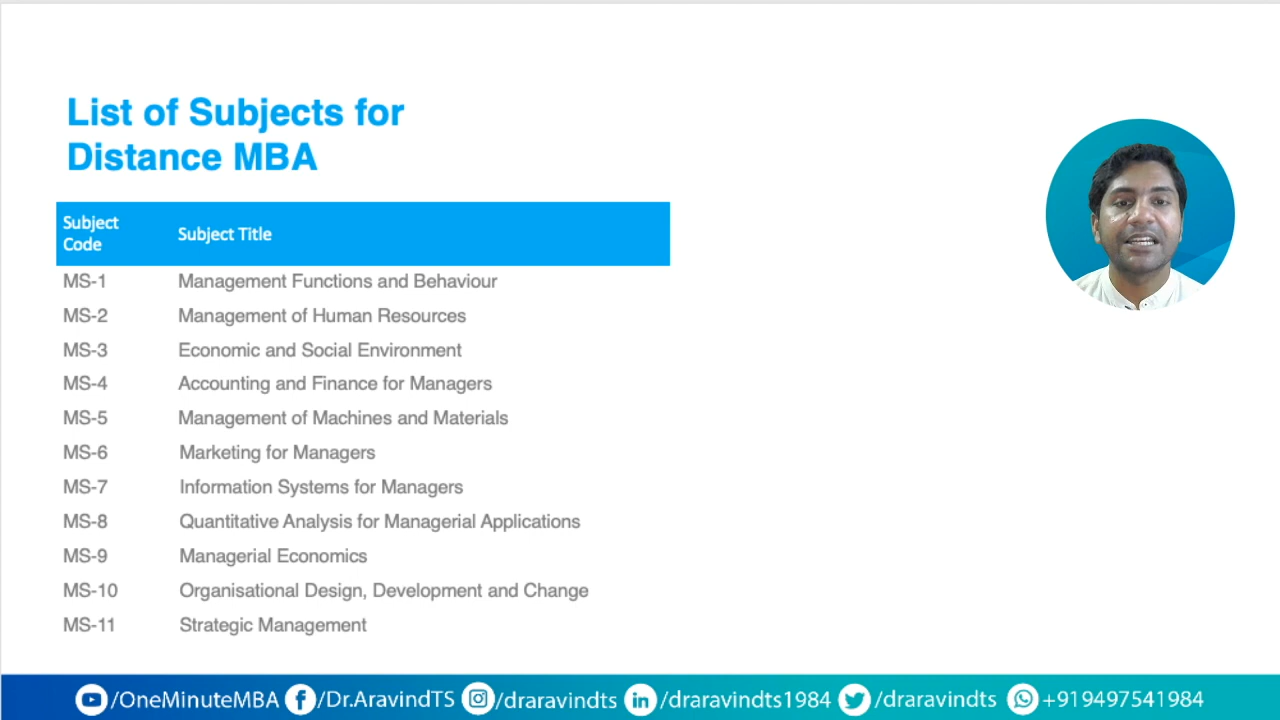 List of Subjects for
Distance MBA
Subject Code Subject Title
MS-1 Management Functions and Behaviour
MS-2 Management of Human Resources
MS-3 Economic and Social Environment
MS-4 Accounting and Finance for Managers
MS-5 Management of Machines and Materials
MS-6 Marketing for Managers
MS-7 Information Systems for Managers
MS-8 Quantitative Analysis for Managerial Applications
MS-9 Managerial Economics
MS-10 Organisational Design, Development and Change
MS-11 Strategic Management
/OneMinuteMBA /Dr.AravindTS /draravindts /draravindts1984 /draravindts +919497541984